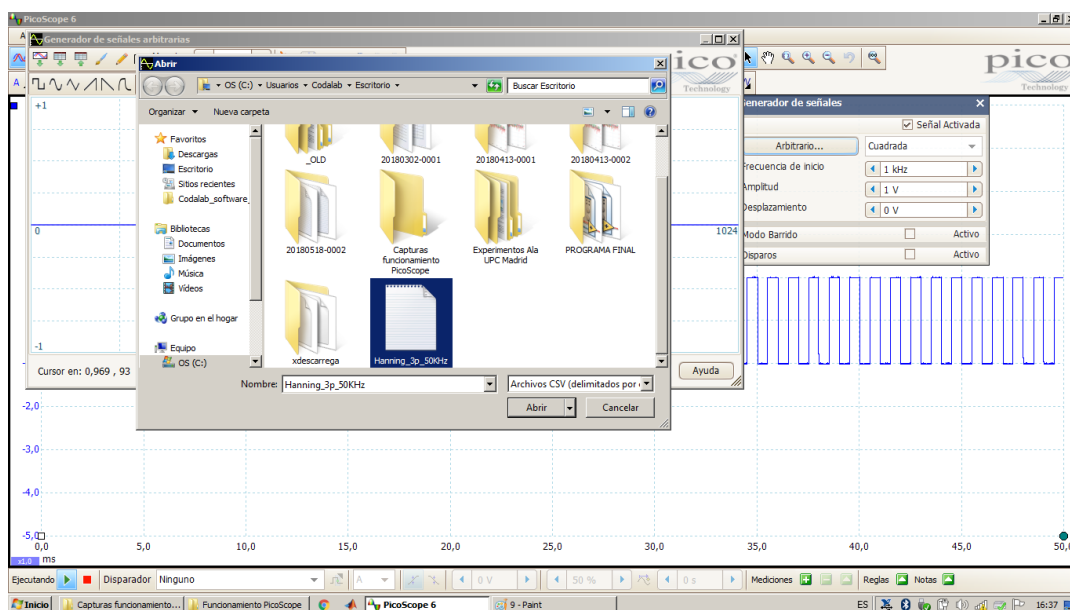 PicoScope 6
Generador de señales arbitrarias
Abrir
OS (C:) Usuarios Codalab Escritorio
Buscar Escritorio
pico
Technology
Organizar Nueva carpeta
Favoritos
Descargas
Escritorio
Sitios recientes
Codalab_software_
Bibliotecas
Documentos
Imágenes
Música
Vídeos
Grupo en el hogar
Equipo
OS (C:)
_OLD
20180302-0001
20180413-0001
20180413-0002
20180518-0002
Capturas
funcionamiento
PicoScope
Experimentos Ala
UPC Madrid
PROGRAMA FINAL
xdescarrega
Hanning_3p_50KHz
Nombre: Hanning_3p_50KHz
Archivos CSV (delimitados por
Abrir Cancelar
+1
0
1024
-1
Cursor en: 0,969 , 93
Ayuda
ico
Technology
enerador de señales
Señal Activada
Arbitrario... Cuadrada
recuencia de inicio 1 kHz
mplitud 1 V
esplazamiento 0 V
Modo Barrido Activo
Disparos Activo
-2,0
-3,0
-4,0
-5,0
0,0 5,0 10,0 15,0 20,0 25,0 30,0 35,0 40,0 45,0 50,0
x1,0 ms
Ejecutando Disparador Ninguno A 0 V 50 % 0 s Mediciones Reglas Notas
Inicio Capturas funcionamiento... Funcionamiento PicoScope PicoScope 6 9 - Paint ES 16:37